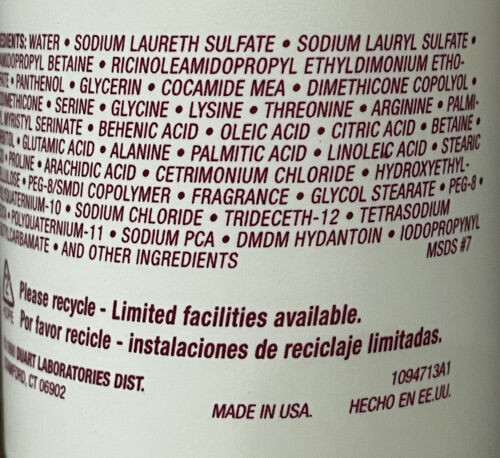 EDIENTS: WATER • SODIUM LAURETH SULFATE • SODIUM LAURYL SULFATE •
AMIDOPROPYL BETAINE • RICINOLEAMIDOPROPYL ETHYLDIMONIUM ETHO-
FATE • PANTHENOL • GLYCERIN • COCAMIDE MEA • DIMETHICONE COPOLYOL •
DIMETHICONE • SERINE • GLYCINE • LYSINE • THREONINE • ARGININE • PALMI-
MYRISTYL SERINATE • BEHENIC ACID • OLEIC ACID • CITRIC ACID • BETAINE •
GLUTAMIC ACID • ALANINE • PALMITIC ACID • LINOLEIC ACID • STEARIC
• PROLINE • ARACHIDIC ACID • CETRIMONIUM CHLORIDE • HYDROXYETHYL-
ULOSE • PEG-8/SMDI COPOLYMER • FRAGRANCE • GLYCOL STEARATE • PEG-8 •
QUATERNIUM-10 • SODIUM CHLORIDE • TRIDECETH-12 • TETRASODIUM
• POLYQUATERNIUM-11 • SODIUM PCA • DMDM HYDANTOIN • IODOPROPYNYL
CARBAMATE • AND OTHER INGREDIENTS
MSDS #7
Please recycle - Limited facilities available.
Por favor recicle - instalaciones de reciclaje limitadas.
DUART LABORATORIES DIST.
AMFORD, CT 06902
1094713A1
MADE IN USA.
HECHO EN EE.UU.